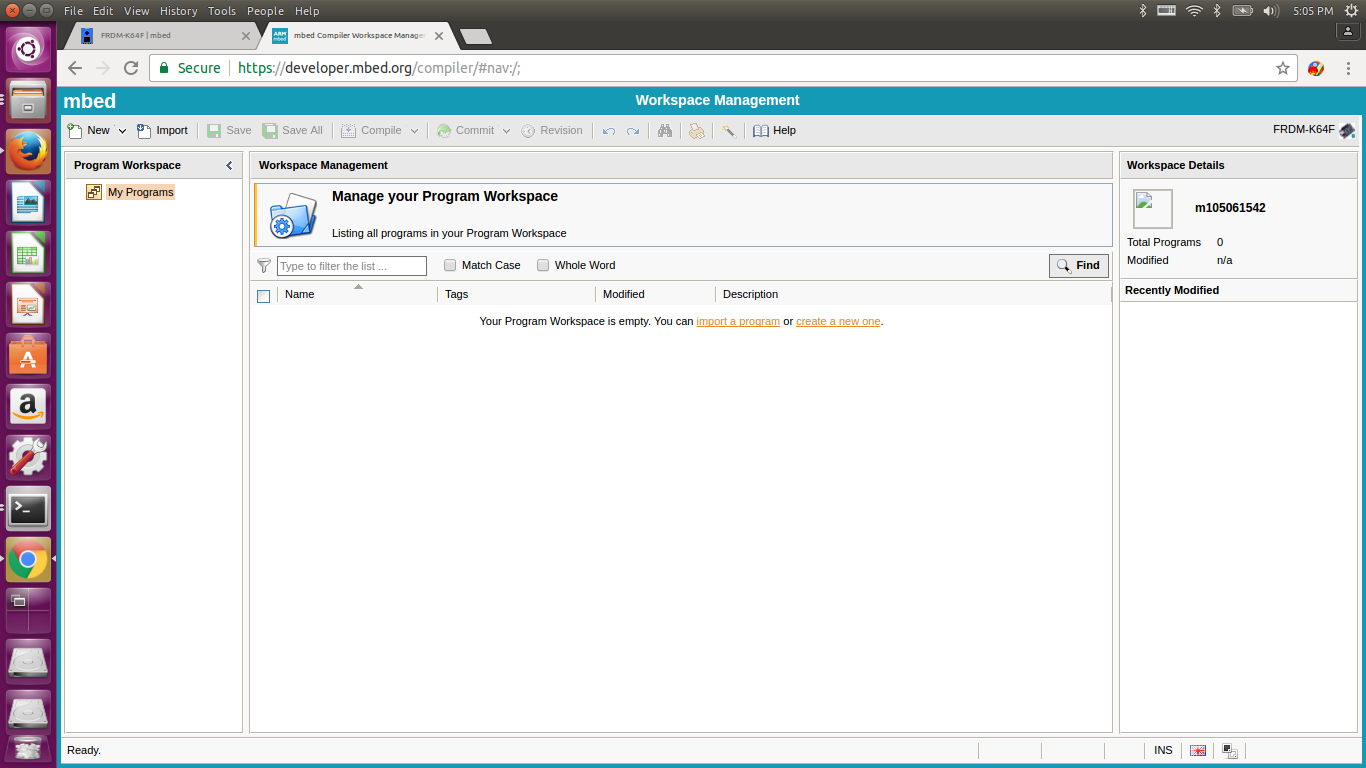 File Edit View History Tools People Help
5:05 PM
FRDM-K64F | mbed
mbed Compiler Workspace Manage
Secure https://developer.mbed.org/compiler/#nav:/;
mbed
Workspace Management
New Import Save Save All Compile Commit Revision Help
FRDM-K64F
Program Workspace
My Programs
Workspace Management
Manage your Program Workspace
Listing all programs in your Program Workspace
Type to filter the list ...
Match Case
Whole Word
Find
Name Tags Modified Description
Your Program Workspace is empty. You can import a program or create a new one.
Workspace Details
m105061542
Total Programs 0
Modified n/a
Recently Modified
Ready.
INS